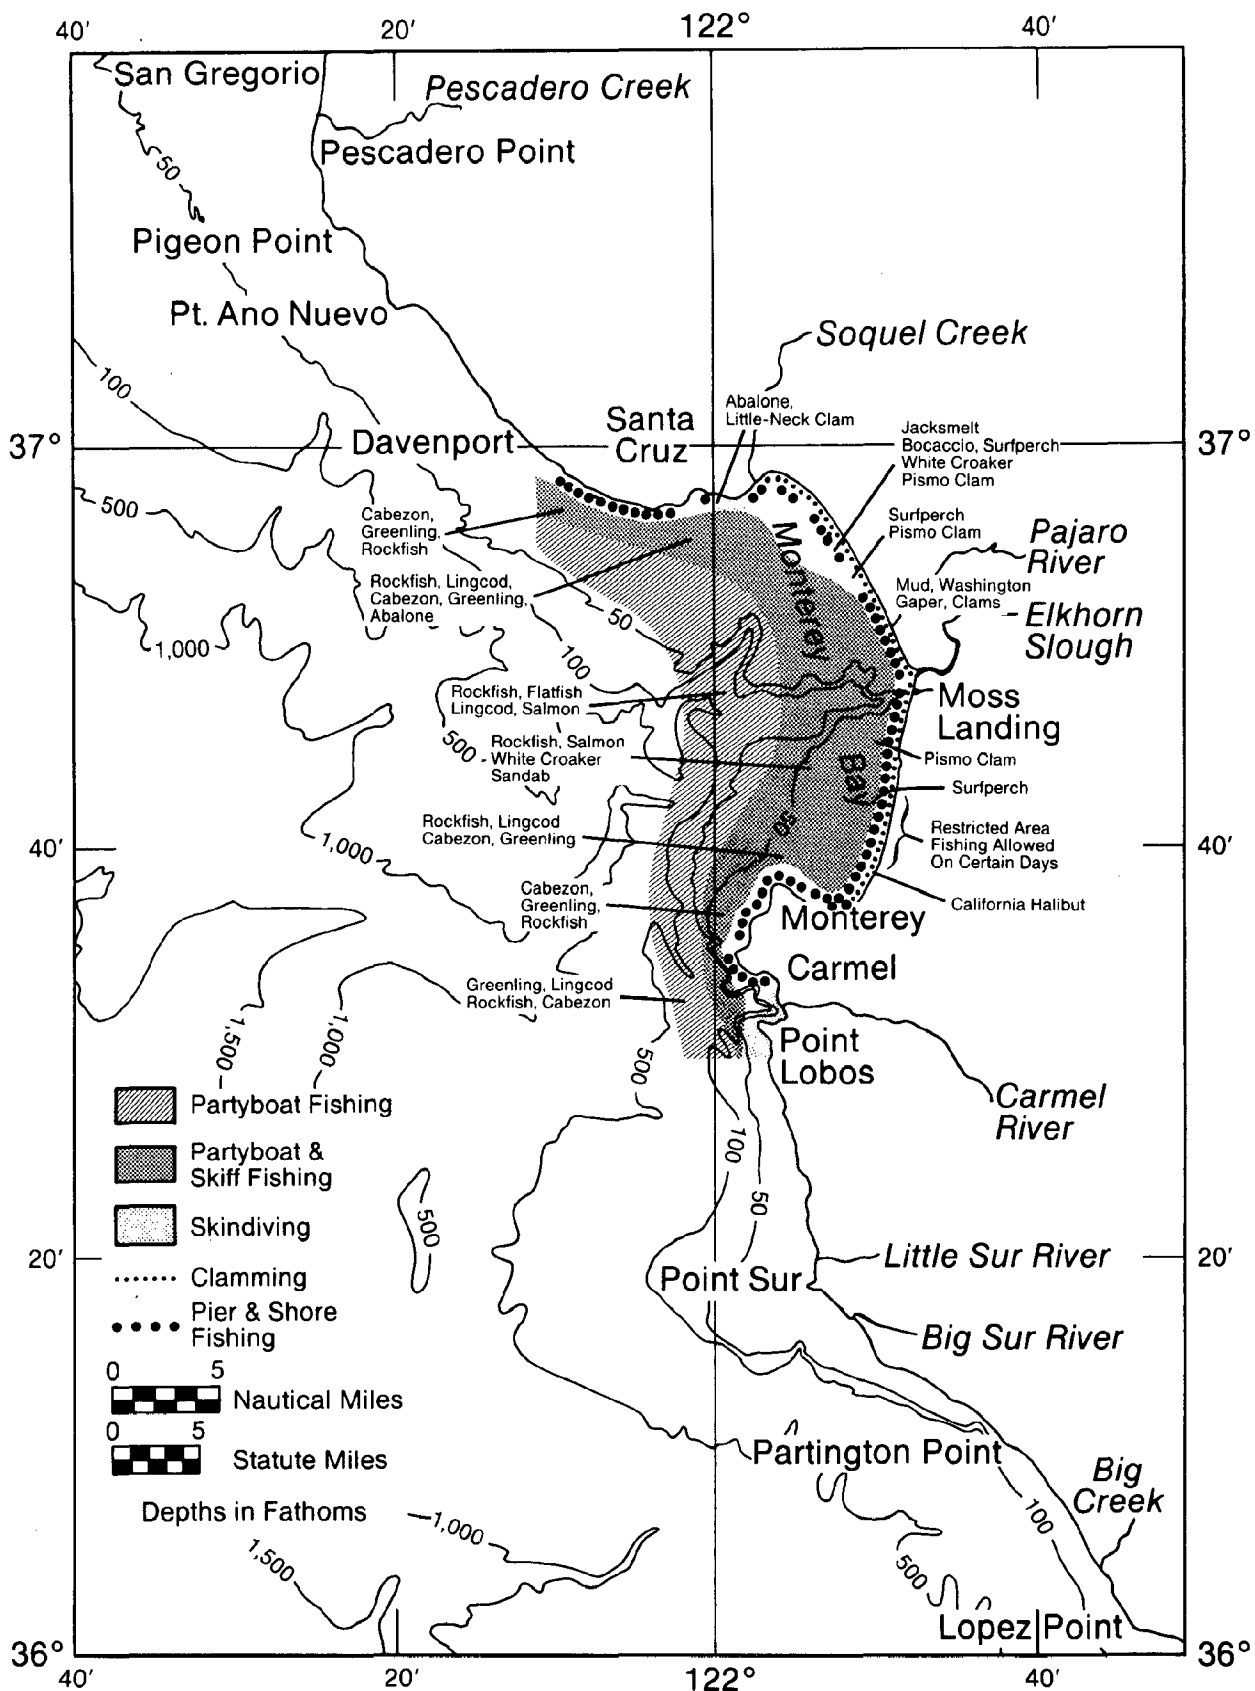 40′ 20′ 122° 40′
San Gregorio
Pescadero Creek
Pescadero Point
50
Pigeon Point
Pt. Ano Nuevo
Soquel Creek
100
Abalone,
Little-Neck Clam
Santa
Cruz
Jacksmelt
Bocaccio, Surfperch
White Croaker
Pismo Clam
37°
Davenport
37°
500
Cabezon,
Greenling,
Rockfish
Surfperch
Pismo Clam
Monterey
Bay
Pajaro
River
Rockfish, Lingcod,
Cabezon, Greenling,
Abalone
Mud, Washington
Gaper, Clams
Elkhorn
Slough
50
1,000
100
Rockfish, Flatfish
Lingcod, Salmon
Moss
Landing
500
Rockfish, Salmon
White Croaker
Sandab
Pismo Clam
Surfperch
50
Rockfish, Lingcod
Cabezon, Greenling
Restricted Area
Fishing Allowed
On Certain Days
40′
1,000
40′
Cabezon,
Greenling,
Rockfish
California Halibut
Monterey
Carmel
Greenling, Lingcod
Rockfish, Cabezon
1,500
1,000
500
Point
Lobos
Carmel
River
100
50
Partyboat Fishing
Partyboat &
Skiff Fishing
Skindiving
500
Clamming
Pier & Shore
Fishing
20′
Little Sur River
20′
Point Sur
Big Sur River
0 5
Nautical Miles
0 5
Statute Miles
Depths in Fathoms
Partington Point
Big
Creek
100
1,000
1,500
500
Lopez Point
36°
36°
40′ 20′ 122° 40′